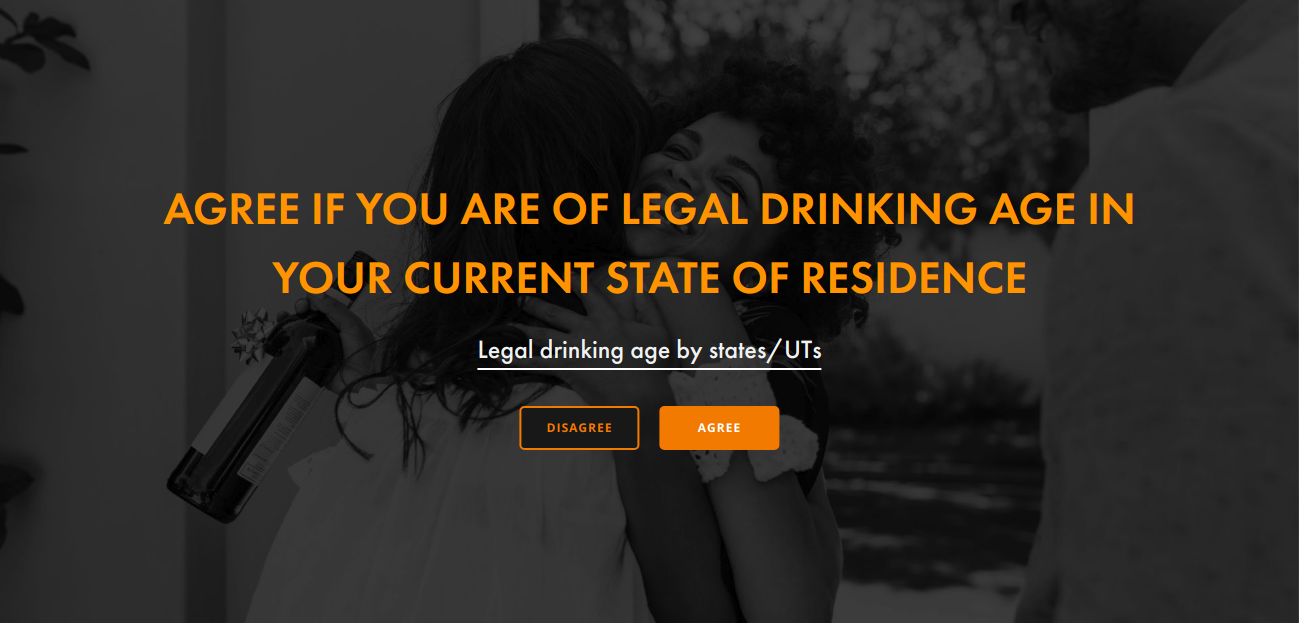 AGREE IF YOU ARE OF LEGAL DRINKING AGE IN
YOUR CURRENT STATE OF RESIDENCE
Legal drinking age by states/UTs
DISAGREE
AGREE